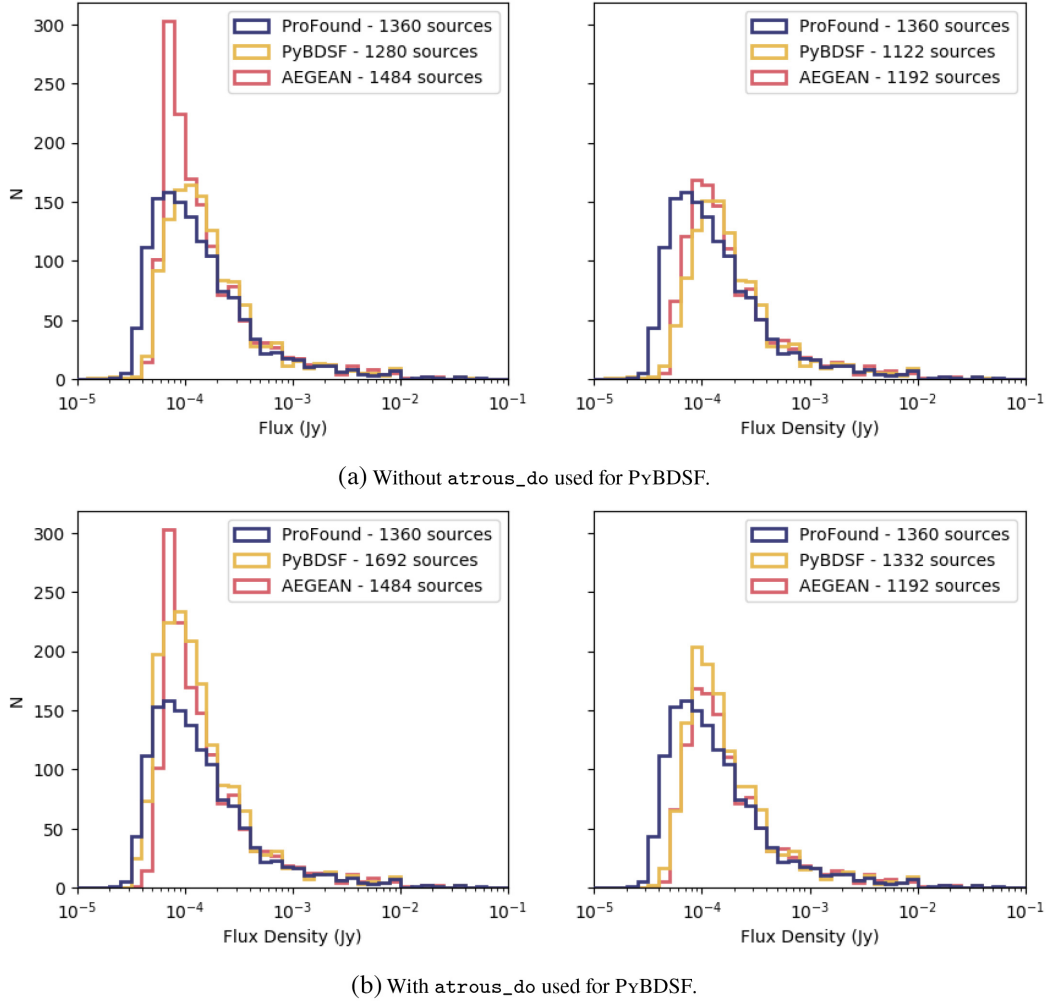 ProFound - 1360 sources
PyBDSF - 1280 sources
AEGEAN - 1484 sources
300
250
200
150
100
50
0
N
10⁻⁵ 10⁻⁴ 10⁻³ 10⁻² 10⁻¹
Flux (Jy)
ProFound - 1360 sources
PyBDSF - 1122 sources
AEGEAN - 1192 sources
10⁻⁵ 10⁻⁴ 10⁻³ 10⁻² 10⁻¹
Flux Density (Jy)
(a) Without atrous_do used for PYBDSF.
ProFound - 1360 sources
PyBDSF - 1692 sources
AEGEAN - 1484 sources
300
250
200
150
100
50
0
N
10⁻⁵ 10⁻⁴ 10⁻³ 10⁻² 10⁻¹
Flux Density (Jy)
ProFound - 1360 sources
PyBDSF - 1332 sources
AEGEAN - 1192 sources
10⁻⁵ 10⁻⁴ 10⁻³ 10⁻² 10⁻¹
Flux Density (Jy)
(b) With atrous_do used for PYBDSF.